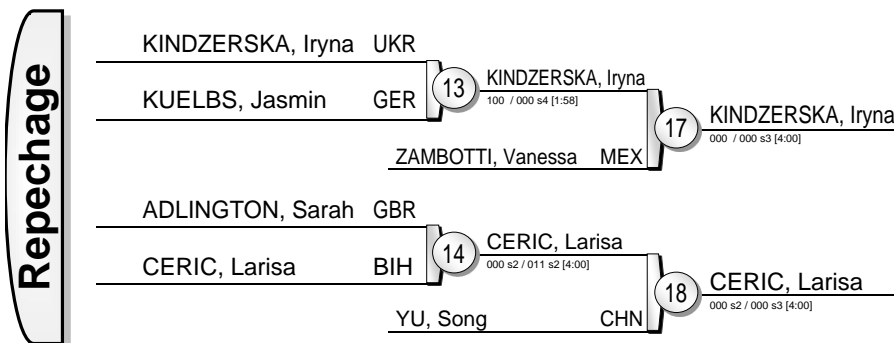 Repechage
KINDZERSKA, Iryna UKR
KUELBS, Jasmin GER
13
KINDZERSKA, Iryna
100 / 000 s4 [1:58]
ZAMBOTTI, Vanessa MEX
17
KINDZERSKA, Iryna
000 / 000 s3 [4:00]
ADLINGTON, Sarah GBR
CERIC, Larisa BIH
14
CERIC, Larisa
000 s2 / 011 s2 [4:00]
YU, Song CHN
18
CERIC, Larisa
000 s2 / 000 s3 [4:00]